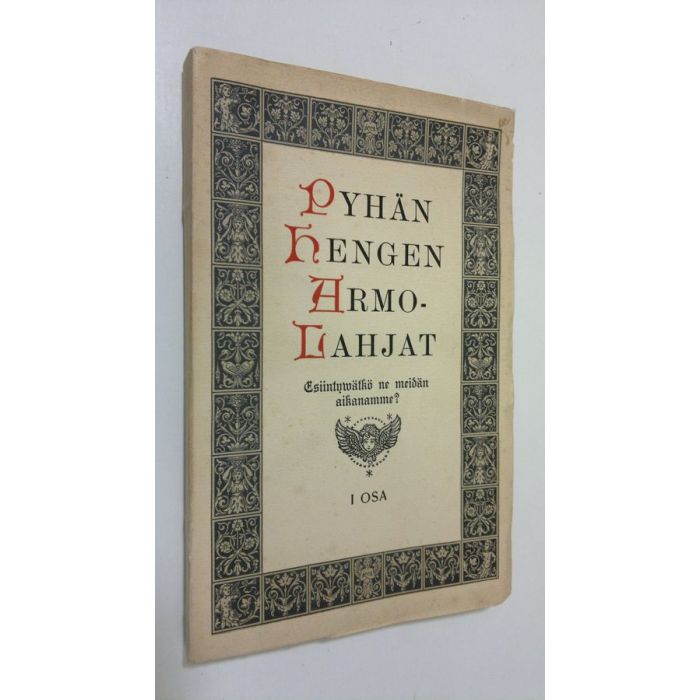 PYHÄN
HENGEN
ARMO-
LAHJAT
Esiintywätkö ne meidän
aikanamme?
I OSA